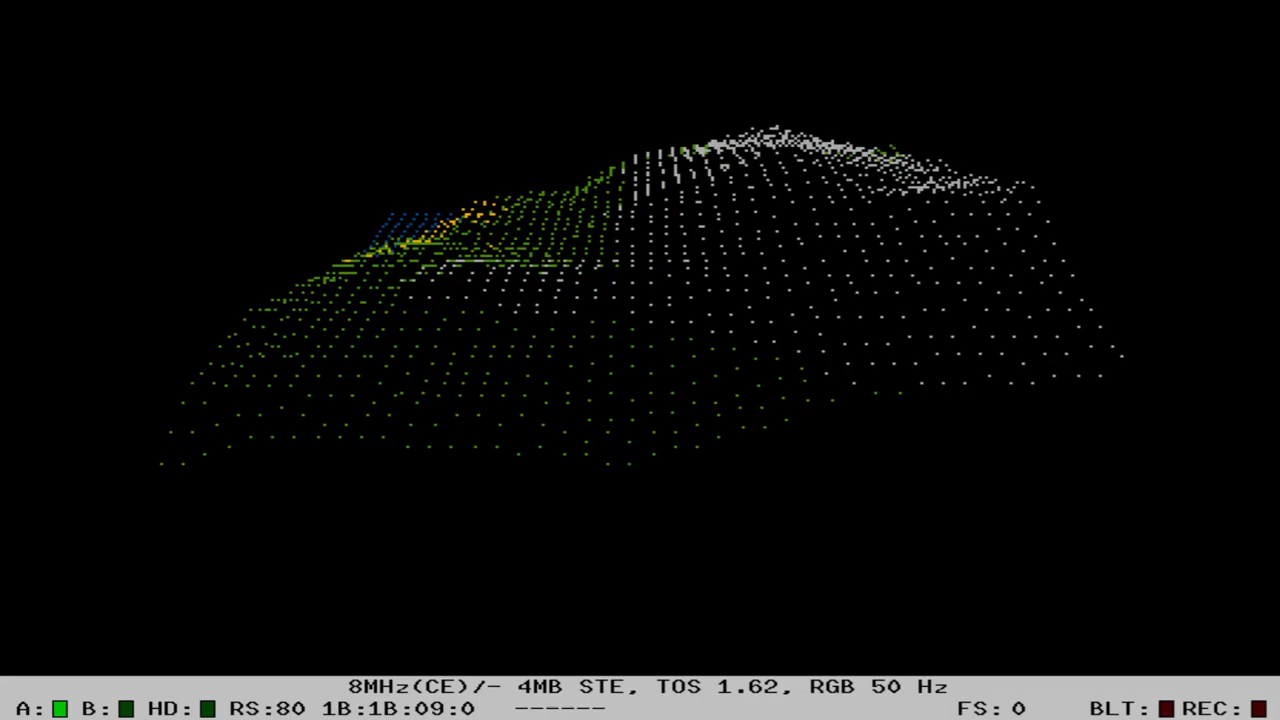 8MHz(CE)/- 4MB STE, TOS 1.62, RGB 50 Hz
A: B: HD: RS:80 1B:1B:09:0 ------ FS: 0 BLT: REC: